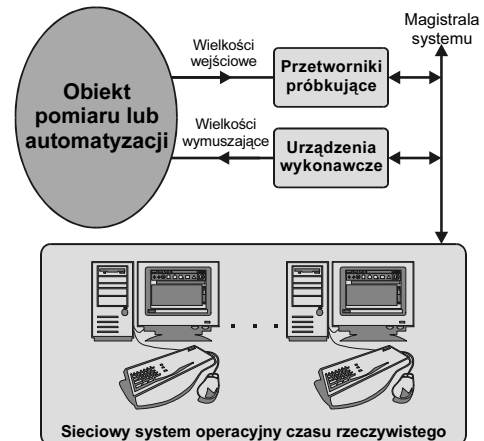 Magistrala
systemu
Wielkości
wejściowe
Przetworniki
próbkujące
Obiekt
pomiaru lub
automatyzacji
Wielkości
wymuszające
Urządzenia
wykonawcze
. . .
Sieciowy system operacyjny czasu rzeczywistego